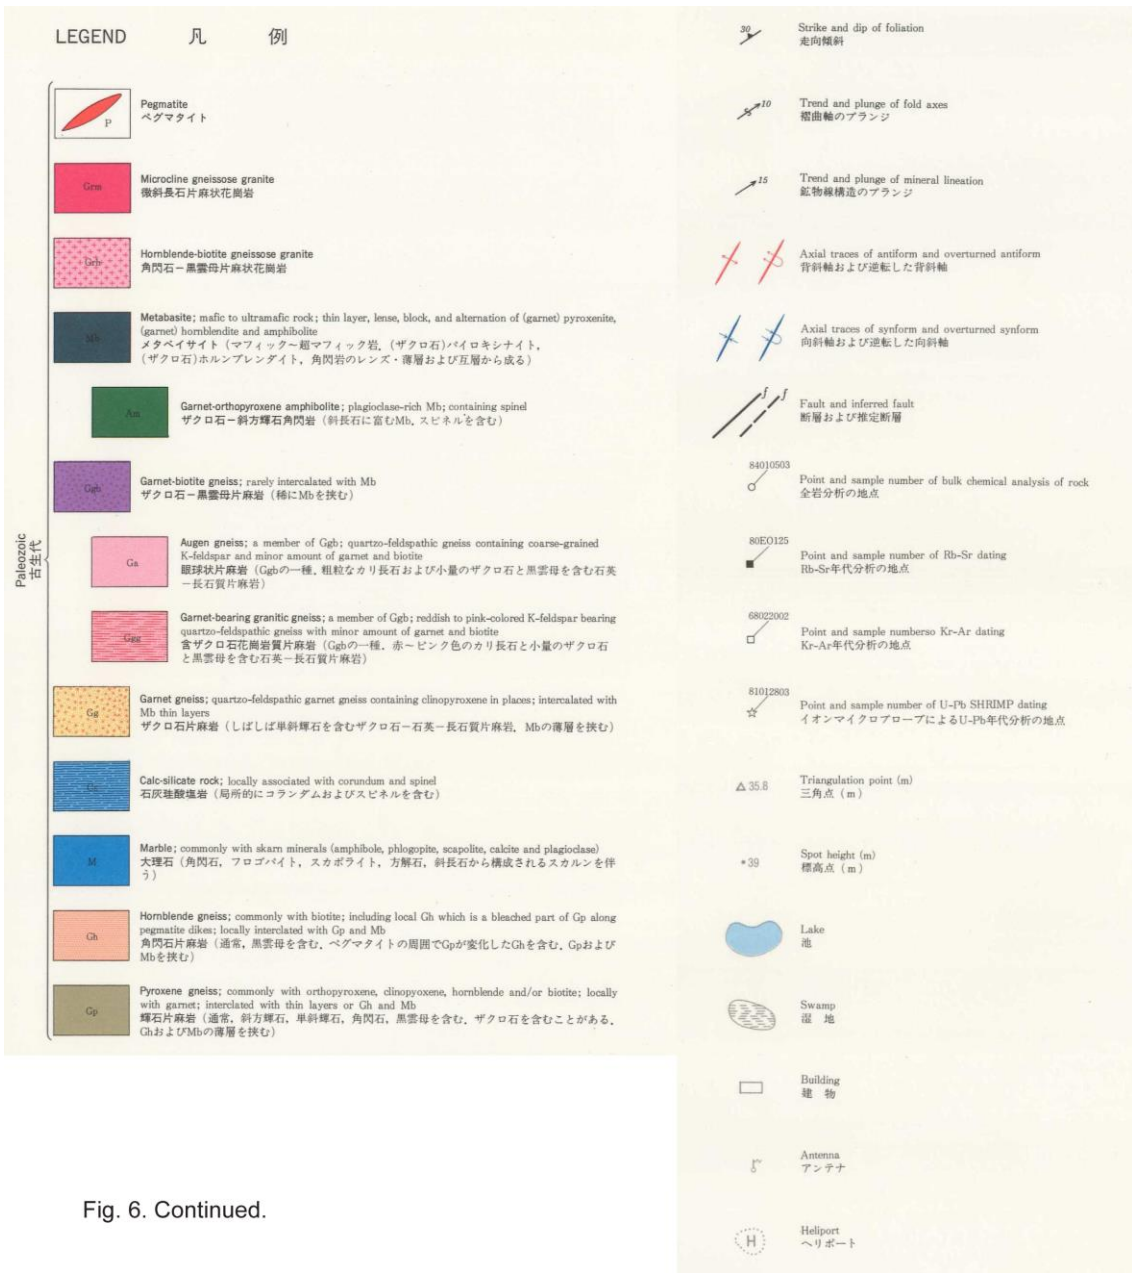 LEGEND 凡 例
Paleozoic
古生代
P
Pegmatite
ペグマタイト
Grm
Microcline gneissose granite
微斜長石片麻状花崗岩
Grh
Hornblende-biotite gneissose granite
角閃石－黒雲母片麻状花崗岩
Mb
Metabasite; mafic to ultramafic rock; thin layer, lense, block, and alternation of (garnet) pyroxenite,
(garnet) hornblendite and amphibolite
メタベイサイト（マフィック～超マフィック岩，（ザクロ石）パイロキシナイト，
（ザクロ石）ホルンブレンダイト，角閃岩のレンズ・薄層および互層から成る）
Am
Garnet-orthopyroxene amphibolite; plagioclase-rich Mb; containing spinel
ザクロ石－斜方輝石角閃岩（斜長石に富むMb，スピネルを含む）
Ggb
Garnet-biotite gneiss; rarely intercalated with Mb
ザクロ石－黒雲母片麻岩（稀にMbを挟む）
Ga
Augen gneiss; a member of Ggb; quartzo-feldspathic gneiss containing coarse-grained
K-feldspar and minor amount of garnet and biotite
眼球状片麻岩（Ggbの一種，粗粒なカリ長石および小量のザクロ石と黒雲母を含む石英
－長石質片麻岩）
Ggg
Garnet-bearing granitic gneiss; a member of Ggb; reddish to pink-colored K-feldspar bearing
quartzo-feldspathic gneiss with minor amount of garnet and biotite
含ザクロ石花崗岩質片麻岩（Ggbの一種，赤～ピンク色のカリ長石と小量のザクロ石
と黒雲母を含む石英－長石質片麻岩）
Gg
Garnet gneiss; quartzo-feldspathic garnet gneiss containing clinopyroxene in places; intercalated with
Mb thin layers
ザクロ石片麻岩（しばしば単斜輝石を含むザクロ石－石英－長石質片麻岩，Mbの薄層を挟む）
Calc-silicate rock; locally associated with corundum and spinel
石灰珪酸塩岩（局所的にコランダムおよびスピネルを含む）
M
Marble; commonly with skarn minerals (amphibole, phlogopite, scapolite, calcite and plagioclase)
大理石（角閃石，フロゴパイト，スカポライト，方解石，斜長石から構成されるスカルンを伴
う）
Gh
Hornblende gneiss; commonly with biotite; including local Gh which is a bleached part of Gp along
pegmatite dikes; locally interclated with Gp and Mb
角閃石片麻岩（通常，黒雲母を含む，ペグマタイトの周囲でGpが変化したGhを含む，Gpおよび
Mbを挟む）
Gp
Pyroxene gneiss; commonly with orthopyroxene, clinopyoxene, hornblende and/or biotite; locally
with garnet; interclated with thin layers or Gh and Mb
輝石片麻岩（通常，斜方輝石，単斜輝石，角閃石，黒雲母を含む，ザクロ石を含むことがある．
GhおよびMbの薄層を挟む）
Fig. 6. Continued.
30
Strike and dip of foliation
走向傾斜
10
Trend and plunge of fold axes
褶曲軸のプランジ
15
Trend and plunge of mineral lineation
鉱物線構造のプランジ
Axial traces of antiform and overturned antiform
背斜軸および逆転した背斜軸
Axial traces of synform and overturned synform
向斜軸および逆転した向斜軸
f f
Fault and inferred fault
断層および推定断層
84010503
Point and sample number of bulk chemical analysis of rock
全岩分析の地点
80EO125
Point and sample number of Rb-Sr dating
Rb-Sr年代分析の地点
68022002
Point and sample numberso Kr-Ar dating
Kr-Ar年代分析の地点
81012803
Point and sample number of U-Pb SHRIMP dating
イオンマイクロプローブによるU-Pb年代分析の地点
35.8
Triangulation point (m)
三角点（m）
39
Spot height (m)
標高点（m）
Lake
池
Swamp
湿 地
Building
建 物
Antenna
アンテナ
H
Heliport
ヘリポート